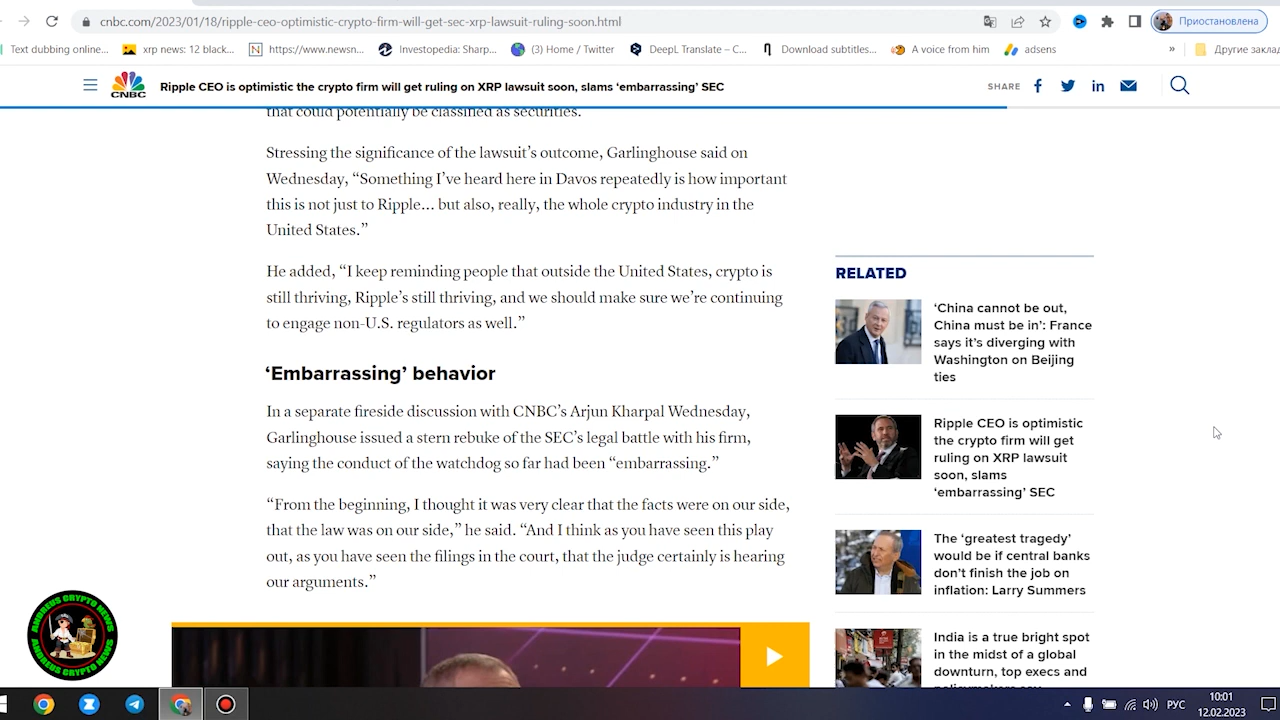 cnbc.com/2023/01/18/ripple-ceo-optimistic-crypto-firm-will-get-sec-xrp-lawsuit-ruling-soon.html
Приостановлена
Text dubbing online...
xrp news: 12 black...
https://www.newsn...
Investopedia: Sharp...
(3) Home / Twitter
DeepL Translate – C...
Download subtitles...
A voice from him
adsens
»
Другие закла
CNBC
Ripple CEO is optimistic the crypto firm will get ruling on XRP lawsuit soon, slams ‘embarrassing’ SEC
SHARE
that could potentially be classified as securities.
Stressing the significance of the lawsuit’s outcome, Garlinghouse said on
Wednesday, “Something I’ve heard here in Davos repeatedly is how important
this is not just to Ripple… but also, really, the whole crypto industry in the
United States.”
He added, “I keep reminding people that outside the United States, crypto is
still thriving, Ripple’s still thriving, and we should make sure we’re continuing
to engage non-U.S. regulators as well.”
‘Embarrassing’ behavior
In a separate fireside discussion with CNBC’s Arjun Kharpal Wednesday,
Garlinghouse issued a stern rebuke of the SEC’s legal battle with his firm,
saying the conduct of the watchdog so far had been “embarrassing.”
“From the beginning, I thought it was very clear that the facts were on our side,
that the law was on our side,” he said. “And I think as you have seen this play
out, as you have seen the filings in the court, that the judge certainly is hearing
our arguments.”
RELATED
‘China cannot be out,
China must be in’: France
says it’s diverging with
Washington on Beijing
ties
Ripple CEO is optimistic
the crypto firm will get
ruling on XRP lawsuit
soon, slams
‘embarrassing’ SEC
The ‘greatest tragedy’
would be if central banks
don’t finish the job on
inflation: Larry Summers
India is a true bright spot
in the midst of a global
downturn, top execs and
policymakers say
ANDREUS CRYPTO NEWS
ANDREUS CRYPTO NEWS
РУС
10:01
12.02.2023